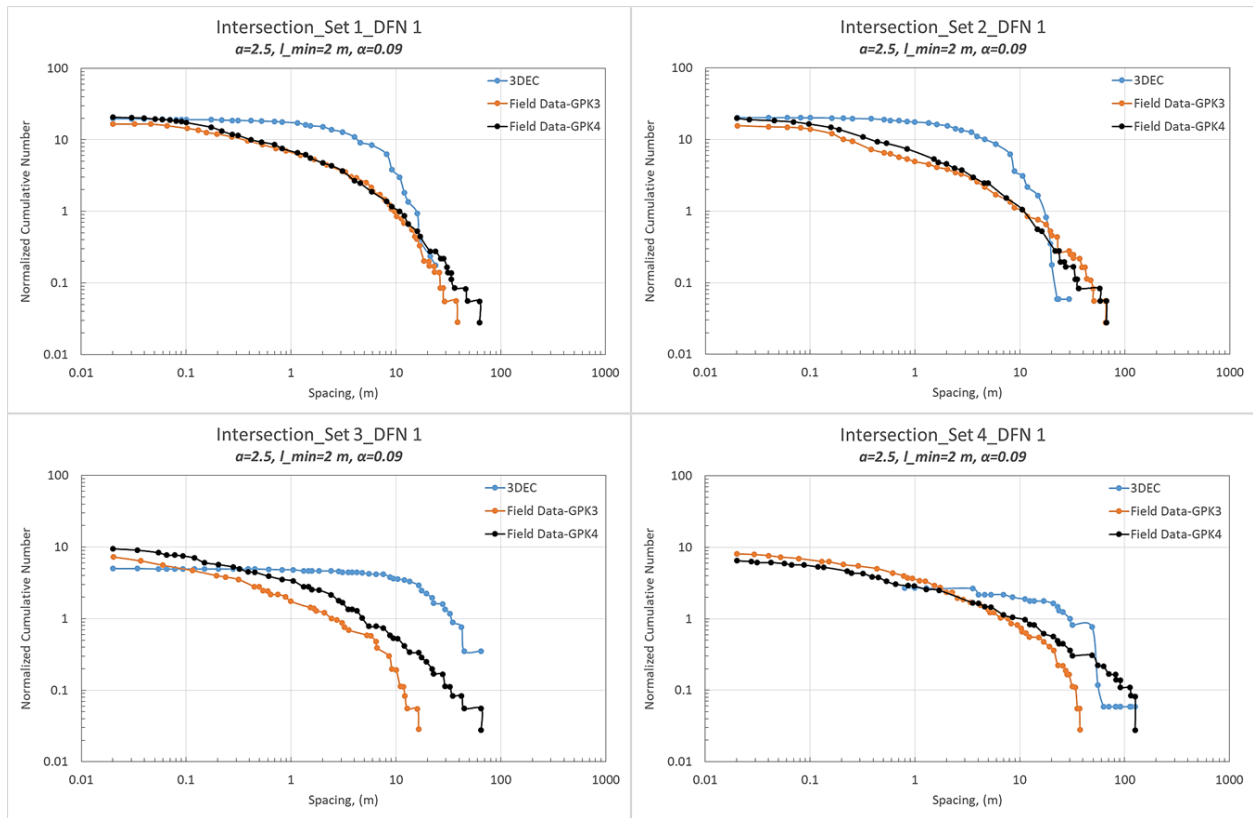 Intersection_Set 1_DFN 1
a=2.5, l_min=2 m, α=0.09
Normalized Cumulative Number
100
10
1
0.1
0.01
3DEC
Field Data-GPK3
Field Data-GPK4
0.01 0.1 1 10 100 1000
Spacing, (m)
Intersection_Set 2_DFN 1
a=2.5, l_min=2 m, α=0.09
Normalized Cumulative Number
100
10
1
0.1
0.01
3DEC
Field Data-GPK3
Field Data-GPK4
0.01 0.1 1 10 100 1000
Spacing, (m)
Intersection_Set 3_DFN 1
a=2.5, l_min=2 m, α=0.09
Normalized Cumulative Number
100
10
1
0.1
0.01
3DEC
Field Data-GPK3
Field Data-GPK4
0.01 0.1 1 10 100 1000
Spacing, (m)
Intersection_Set 4_DFN 1
a=2.5, l_min=2 m, α=0.09
Normalized Cumulative Number
100
10
1
0.1
0.01
3DEC
Field Data-GPK3
Field Data-GPK4
0.01 0.1 1 10 100 1000
Spacing, (m)